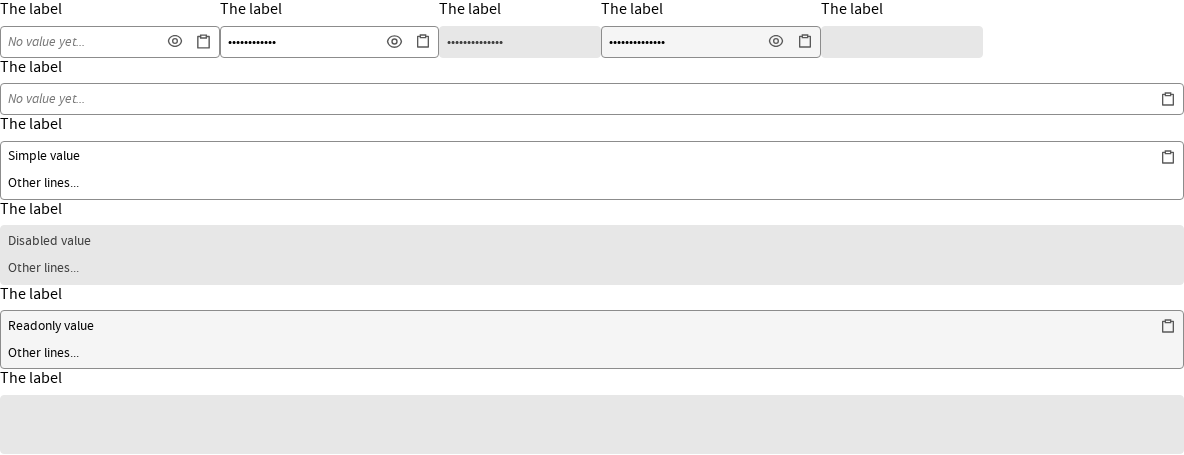 The label The label The label The label The label
No value yet... •••••••••••• •••••••••••••• ••••••••••••••
The label
No value yet...
The label
Simple value
Other lines...
The label
Disabled value
Other lines...
The label
Readonly value
Other lines...
The label